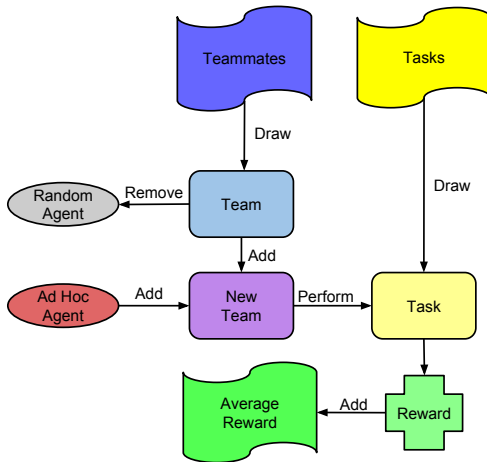 Teammates
Tasks
Draw
Draw
Random
Agent
Remove
Team
Add
Ad Hoc
Agent
Add
New
Team
Perform
Task
Average
Reward
Add
Reward